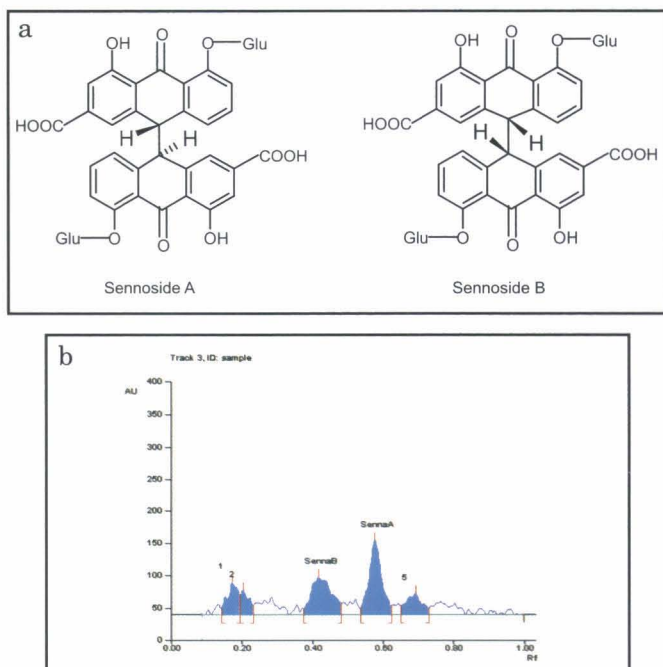 a
OH O O Glu OH O O Glu
HOOC H H COOH HOOC H H COOH
Glu O O OH Glu O O OH
Sennoside A Sennoside B
b
Track 3, ID: sample
AU
400
350
300
250
200
150
100
50
0
1
2
SennaB
SennaA
5
0.00 0.20 0.40 0.60 0.80 1.00
Rf